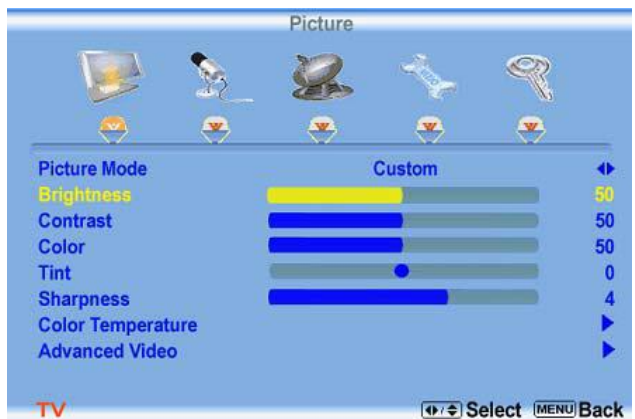 Picture
Picture Mode Custom
Brightness 50
Contrast 50
Color 50
Tint 0
Sharpness 4
Color Temperature
Advanced Video
TV Select MENU Back